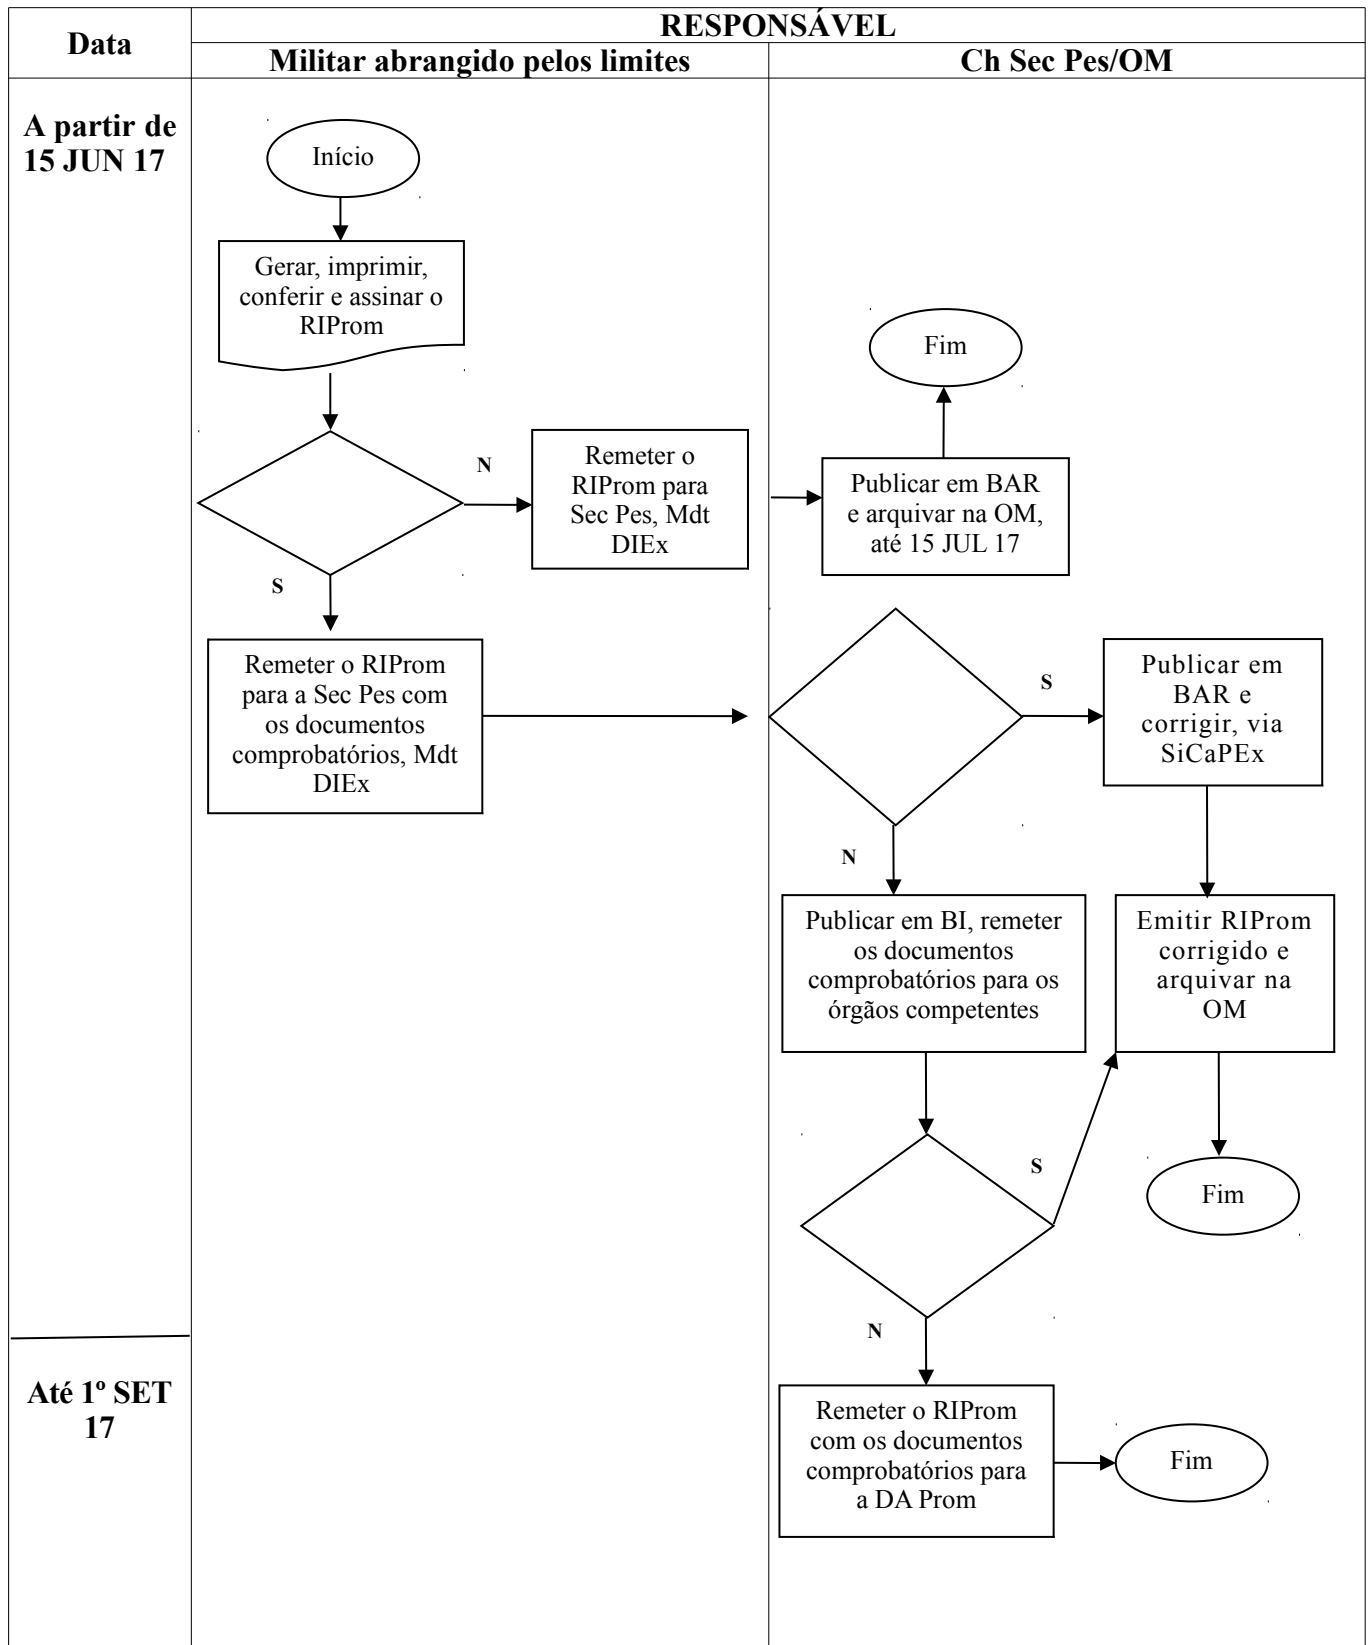 Data
RESPONSÁVEL
Militar abrangido pelos limites
Ch Sec Pes/OM
A partir de
15 JUN 17
Início
Gerar, imprimir,
conferir e assinar o
RIProm
Fim
N
Remeter o
RIProm para
Sec Pes, Mdt
DIEx
Publicar em BAR
e arquivar na OM,
até 15 JUL 17
S
Remeter o RIProm
para a Sec Pes com
os documentos
comprobatórios, Mdt
DIEx
S
Publicar em
BAR e
corrigir, via
SiCaPEx
N
Publicar em BI, remeter
os documentos
comprobatórios para os
órgãos competentes
Emitir RIProm
corrigido e
arquivar na
OM
S
Fim
N
Até 1º SET
17
Remeter o RIProm
com os documentos
comprobatórios para
a DA Prom
Fim